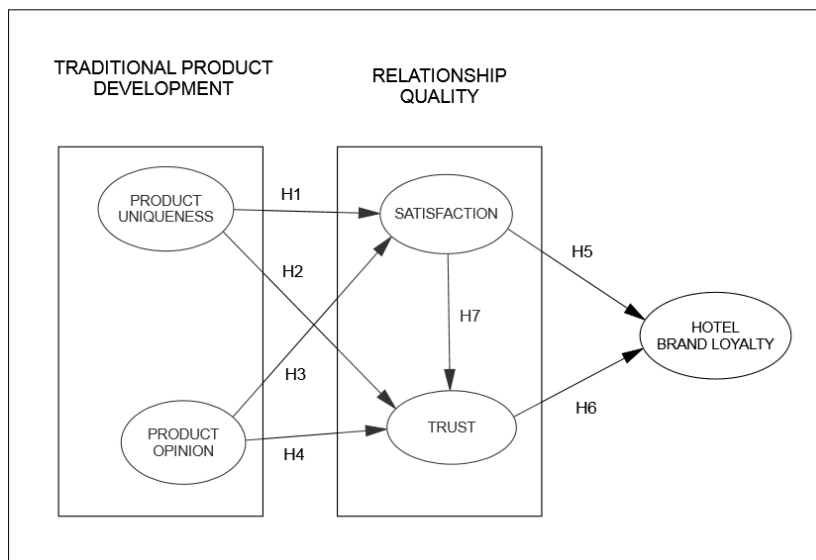 TRADITIONAL PRODUCT
DEVELOPMENT
RELATIONSHIP
QUALITY
PRODUCT
UNIQUENESS
H1
SATISFACTION
H2
H5
H7
HOTEL
BRAND LOYALTY
H3
H6
PRODUCT
OPINION
H4
TRUST